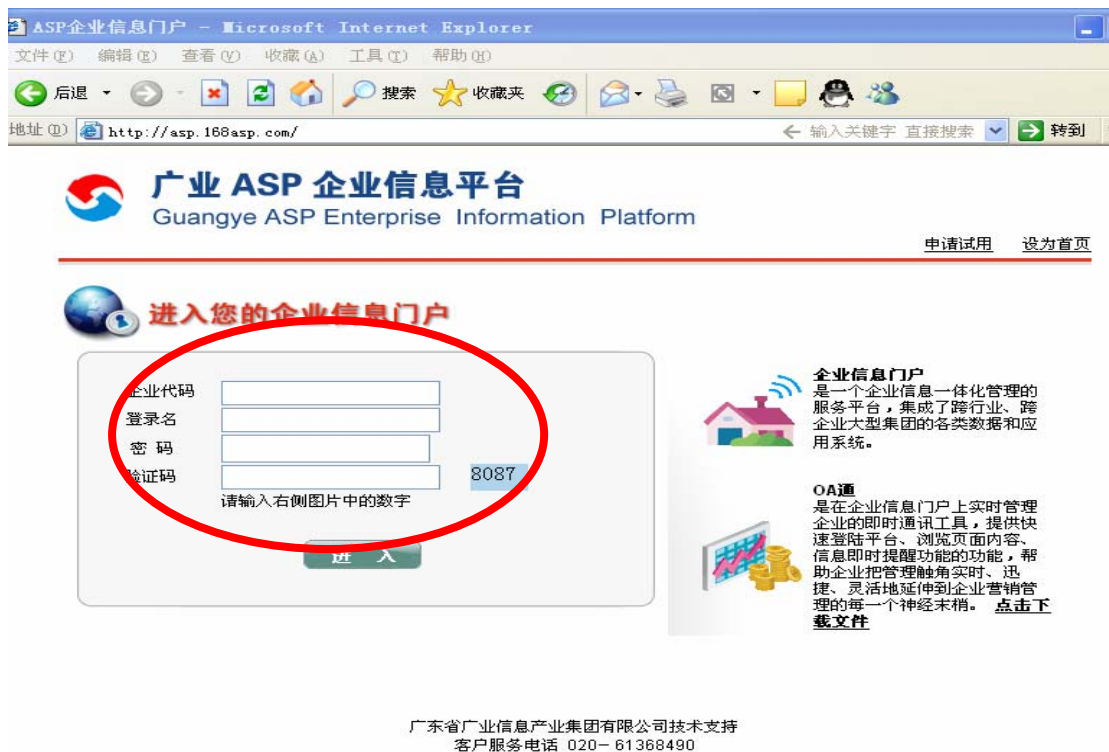 ASP企业信息门户 - Microsoft Internet Explorer
文件(F) 编辑(E) 查看(V) 收藏(A) 工具(T) 帮助(H)
后退 搜索 收藏夹
地址(D) http://asp.168asp.com/ 输入关键字 直接搜索 转到
广业 ASP 企业信息平台
Guangye ASP Enterprise Information Platform
申请试用 设为首页
进入您的企业信息门户
企业代码
登录名
密 码
验证码 8087
请输入右侧图片中的数字
进 入
企业信息门户
是一个企业信息一体化管理的
服务平台，集成了跨行业、跨
企业大型集团的各类数据和应
用系统。
OA通
是在企业信息门户上实时管理
企业的即时通讯工具，提供快
速登陆平台、浏览页面内容、
信息即时提醒功能的功能，帮
助企业把管理触角实时、迅
捷、灵活地延伸到企业营销管
理的每一个神经末梢。 点击下
载文件
广东省广业信息产业集团有限公司技术支持
客户服务电话 020-61368490